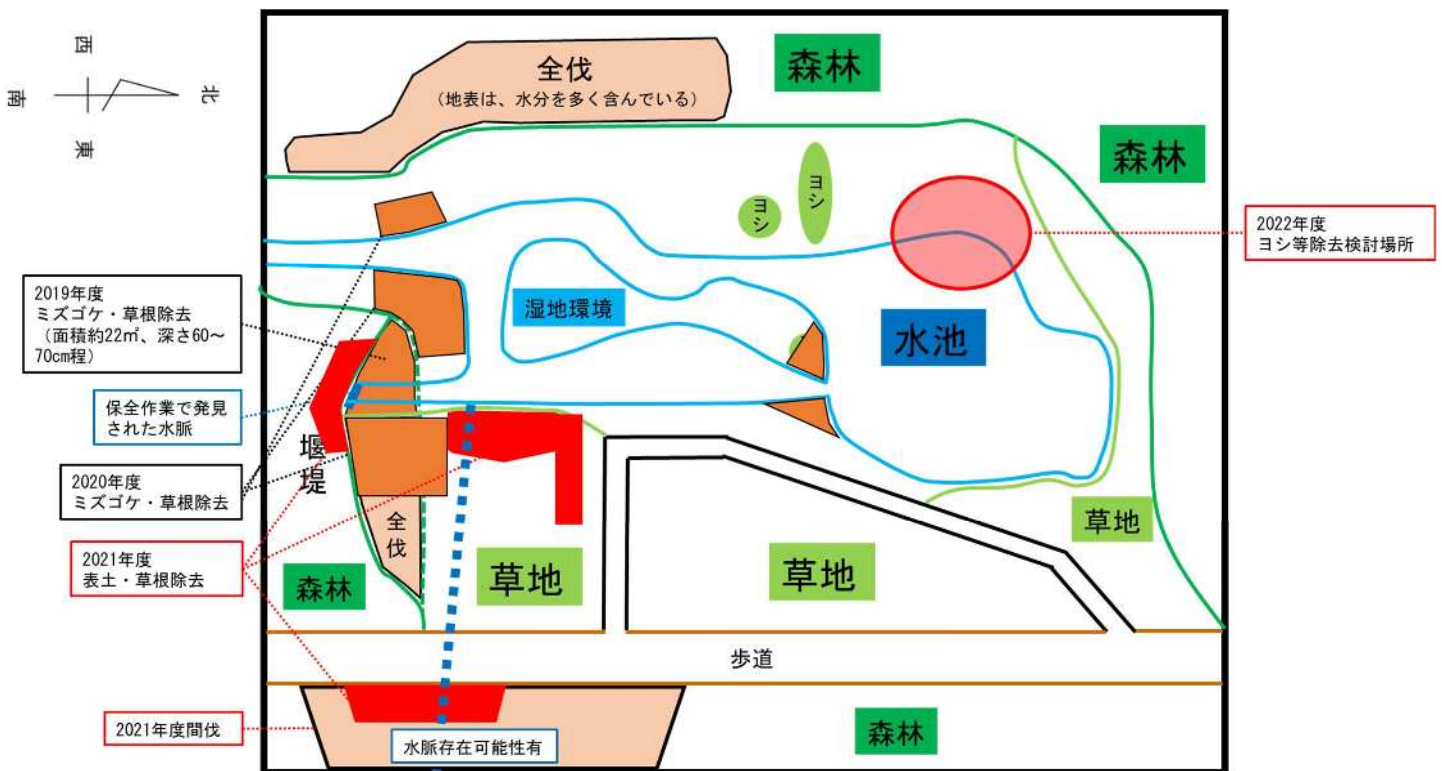 西
南
北
東
全伐
(地表は、水分を多く含んでいる)
森林
森林
ヨシ
ヨシ
2022年度
ヨシ等除去検討場所
2019年度
ミズゴケ・草根除去
(面積約22㎡、深さ60~
70cm程)
湿地環境
水池
保全作業で発見
された水脈
堰堤
2020年度
ミズゴケ・草根除去
全伐
草地
草地
草地
2021年度
表土・草根除去
森林
歩道
2021年度間伐
水脈存在可能性有
森林